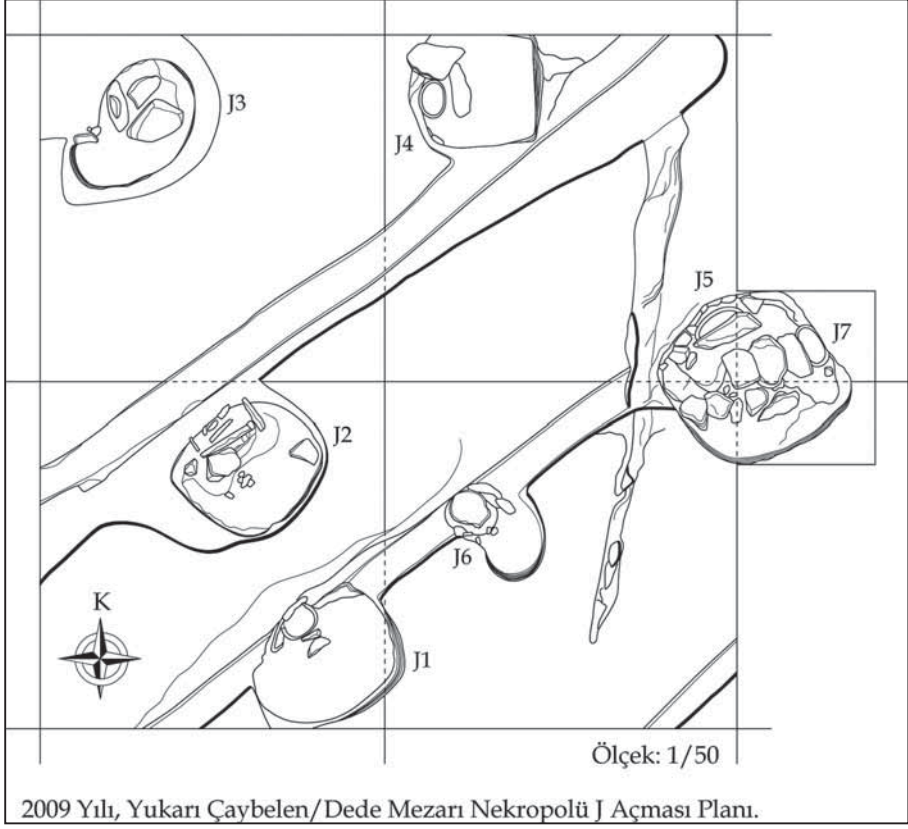 J3
J4
J5
J7
J2
J6
K
J1
Ölçek: 1/50
2009 Yılı, Yukarı Çaybelen/Dede Mezarı Nekropolü J Açması Planı.